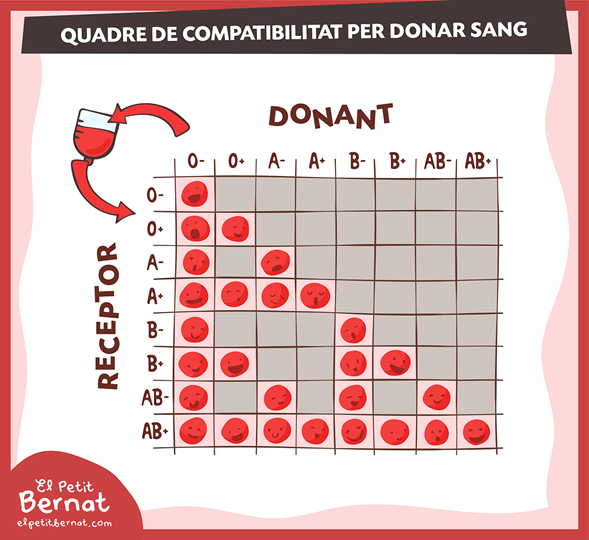 QUADRE DE COMPATIBILITAT PER DONAR SANG
DONANT
O- O+ A- A+ B- B+ AB- AB+
RECEPTOR
O-
O+
A-
A+
B-
B+
AB-
AB+
El Petit
Bernat
elpetitbernat.com